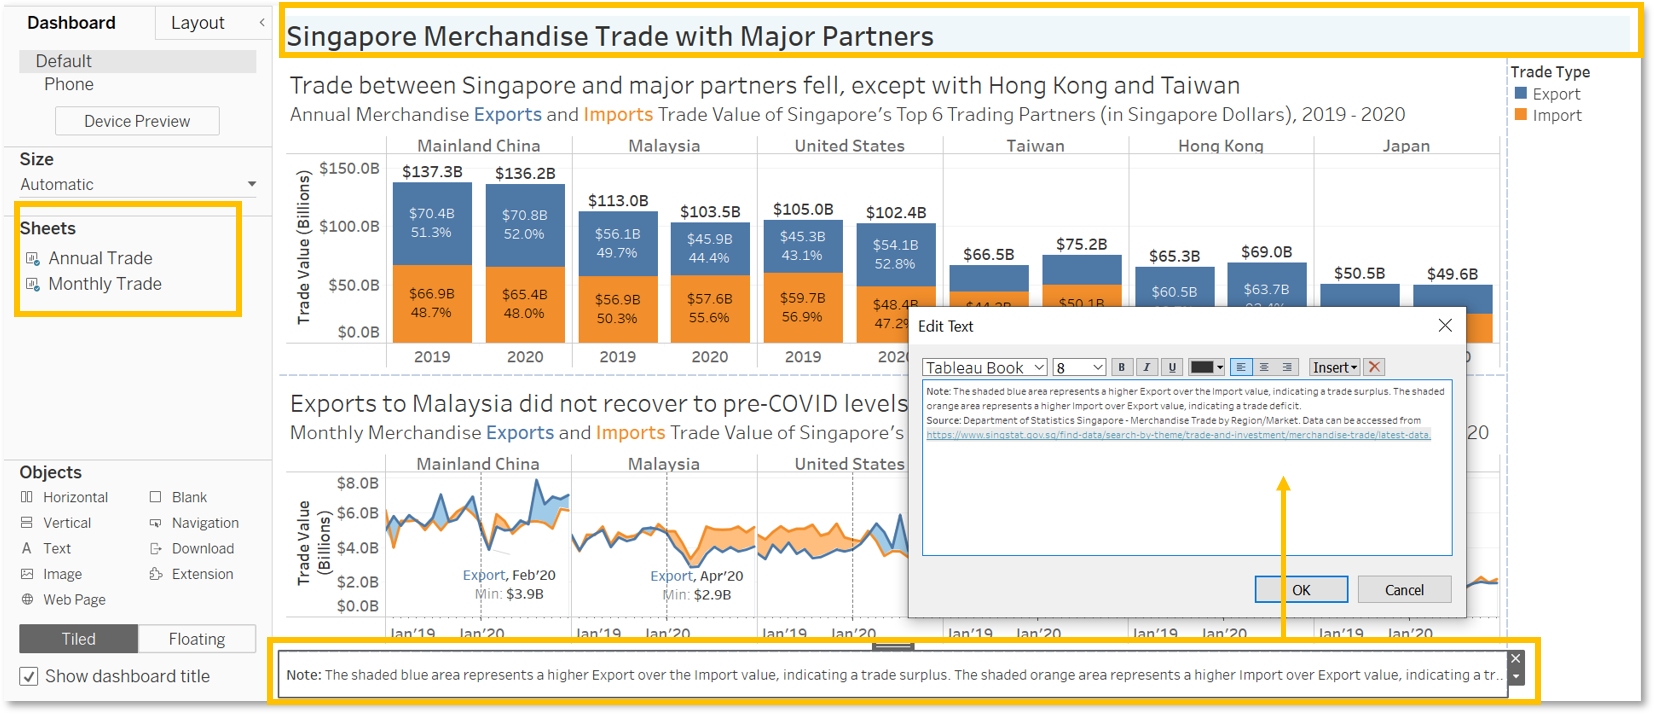 Dashboard
Layout
Default
Phone
Device Preview
Size
Automatic
Sheets
Annual Trade
Monthly Trade
Objects
Horizontal
Blank
Vertical
Navigation
Text
Download
Image
Extension
Web Page
Tiled
Floating
Show dashboard title
Singapore Merchandise Trade with Major Partners
Trade between Singapore and major partners fell, except with Hong Kong and Taiwan
Annual Merchandise Exports and Imports Trade Value of Singapore's Top 6 Trading Partners (in Singapore Dollars), 2019 - 2020
Trade Type
Export
Import
Mainland China
Malaysia
United States
Taiwan
Hong Kong
Japan
Trade Value (Billions)
$150.0B
$100.0B
$50.0B
$0.0B
$137.3B
$136.2B
$113.0B
$103.5B
$105.0B
$102.4B
$66.5B
$75.2B
$65.3B
$69.0B
$50.5B
$49.6B
$70.4B
51.3%
$70.8B
52.0%
$56.1B
49.7%
$45.9B
44.4%
$45.3B
43.1%
$54.1B
52.8%
$60.5B
$63.7B
$66.9B
48.7%
$65.4B
48.0%
$56.9B
50.3%
$57.6B
55.6%
$59.7B
56.9%
$48.4B
47.2%
$50.1B
2019
2020
2019
2020
2019
Edit Text
Tableau Book
8
B
I
U
Insert
Note: The shaded blue area represents a higher Export over the Import value, indicating a trade surplus. The shaded
orange area represents a higher Import over Export value, indicating a trade deficit.
Source: Department of Statistics Singapore - Merchandise Trade by Region/Market. Data can be accessed from
https://www.singstat.gov.sg/find-data/search-by-theme/trade-and-investment/merchandise-trade/latest-data.
OK
Cancel
Exports to Malaysia did not recover to pre-COVID levels
Monthly Merchandise Exports and Imports Trade Value of Singapore's
20
Mainland China
Malaysia
United States
Trade Value
(Billions)
$8.0B
$6.0B
$4.0B
$2.0B
$0.0B
Export, Feb'20
Min: $3.9B
Export, Apr'20
Min: $2.9B
Jan'19
Jan'20
Jan'19
Jan'20
Jan'19
Jan'20
Jan'19
Jan'20
Jan'19
Jan'20
Jan'19
Jan'20
Note: The shaded blue area represents a higher Export over the Import value, indicating a trade surplus. The shaded orange area represents a higher Import over Export value, indicating a tr..